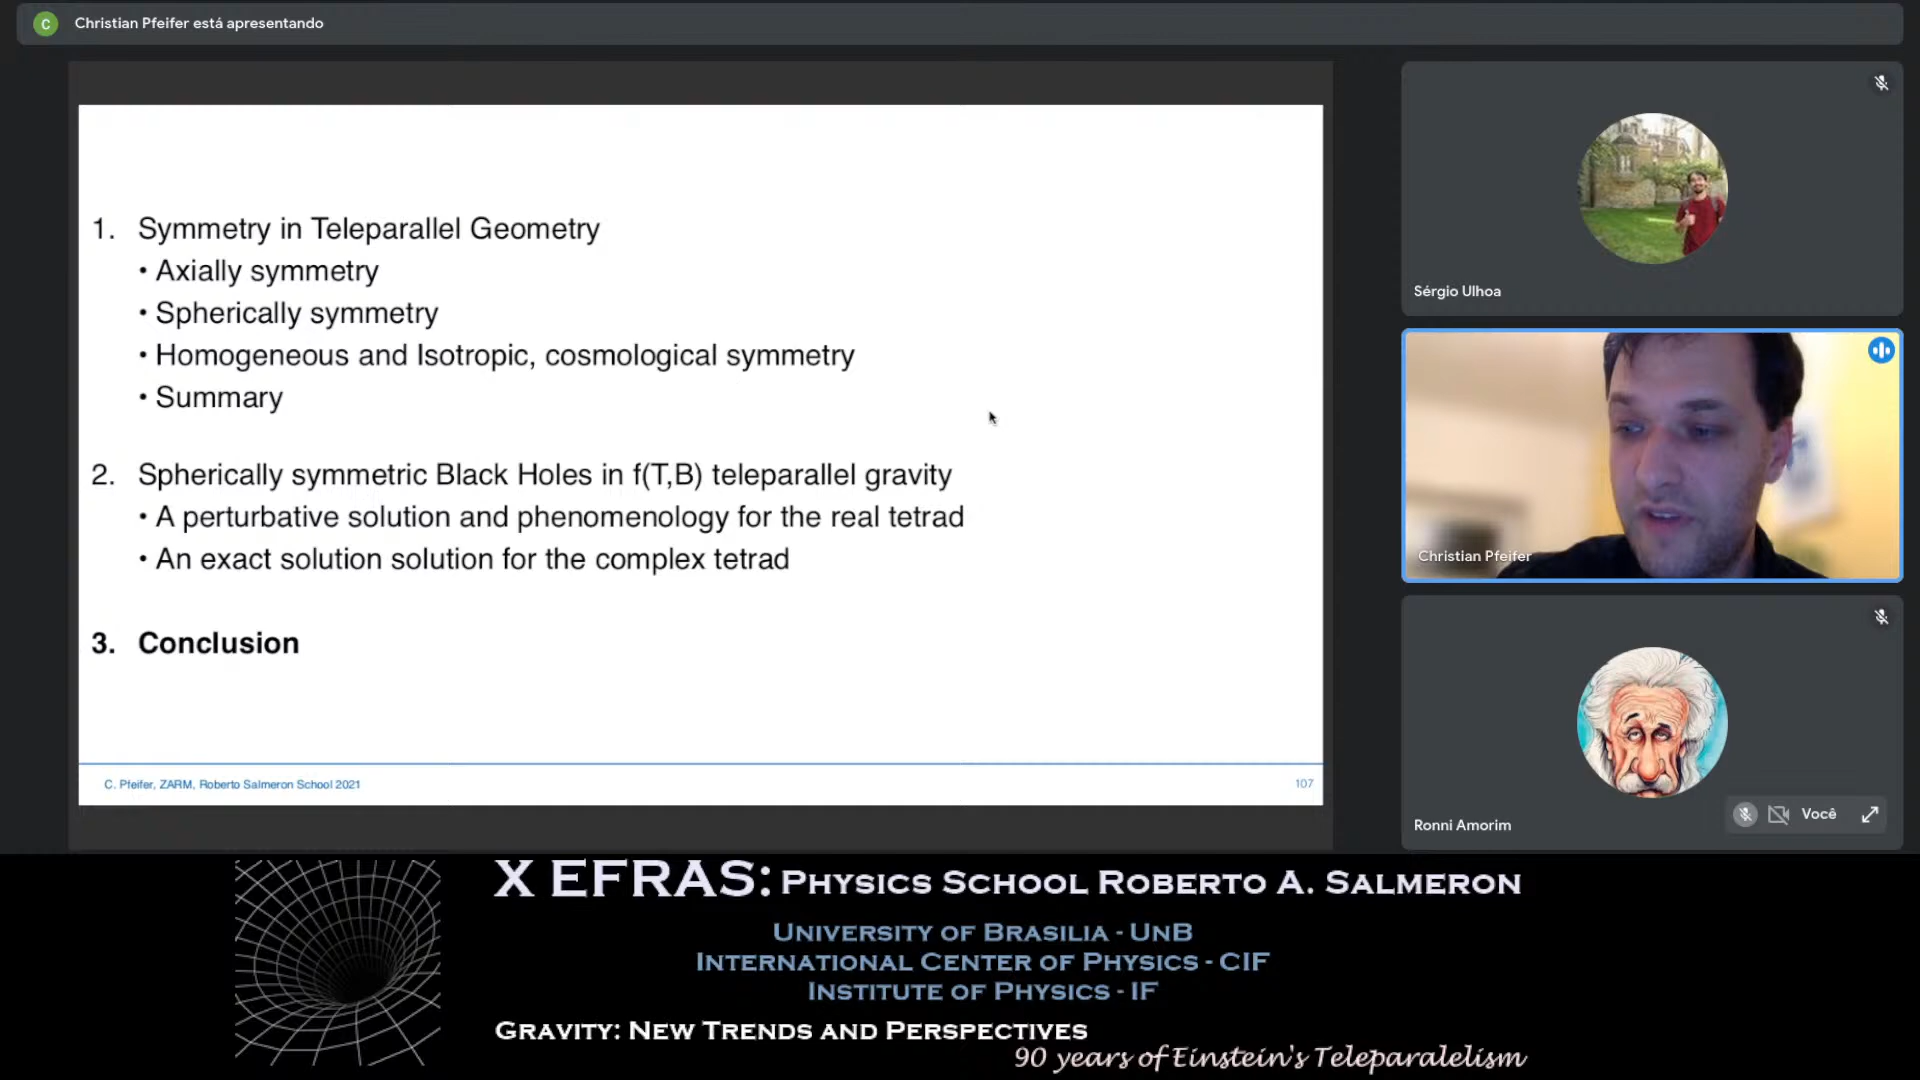 C Christian Pfeifer está apresentando
1. Symmetry in Teleparallel Geometry
• Axially symmetry
• Spherically symmetry
• Homogeneous and Isotropic, cosmological symmetry
• Summary
2. Spherically symmetric Black Holes in f(T,B) teleparallel gravity
• A perturbative solution and phenomenology for the real tetrad
• An exact solution solution for the complex tetrad
3. Conclusion
C. Pfeifer, ZARM, Roberto Salmeron School 2021
107
Sérgio Ulhoa
Christian Pfeifer
Ronni Amorim
Você
X EFRAS: Physics School Roberto A. Salmeron
University of Brasilia - UnB
International Center of Physics - CIF
Institute of Physics - IF
Gravity: New Trends and Perspectives
90 years of Einstein's Teleparalelism